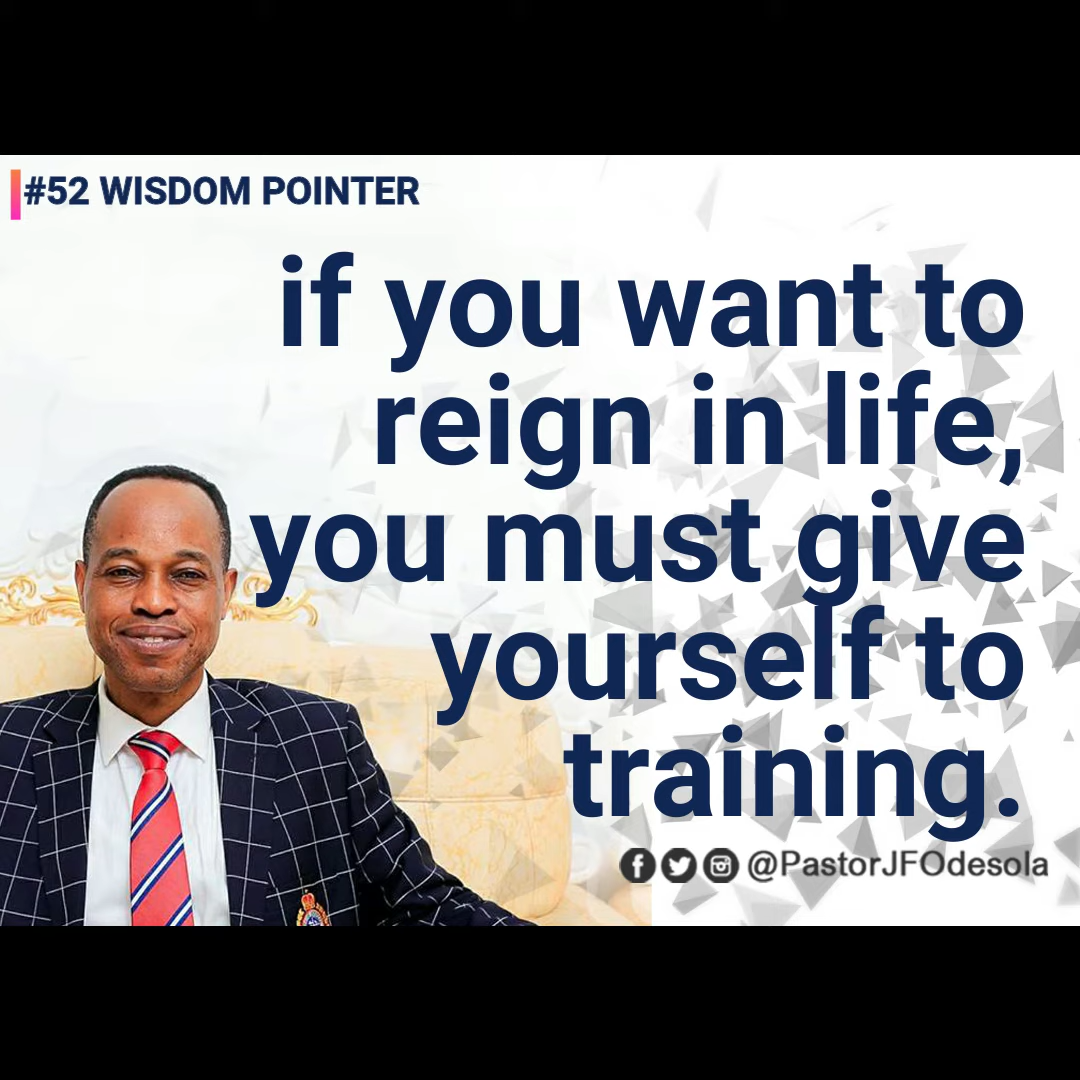 #52 WISDOM POINTER
if you want to
reign in life,
you must give
yourself to
training.
@PastorJFOdesola